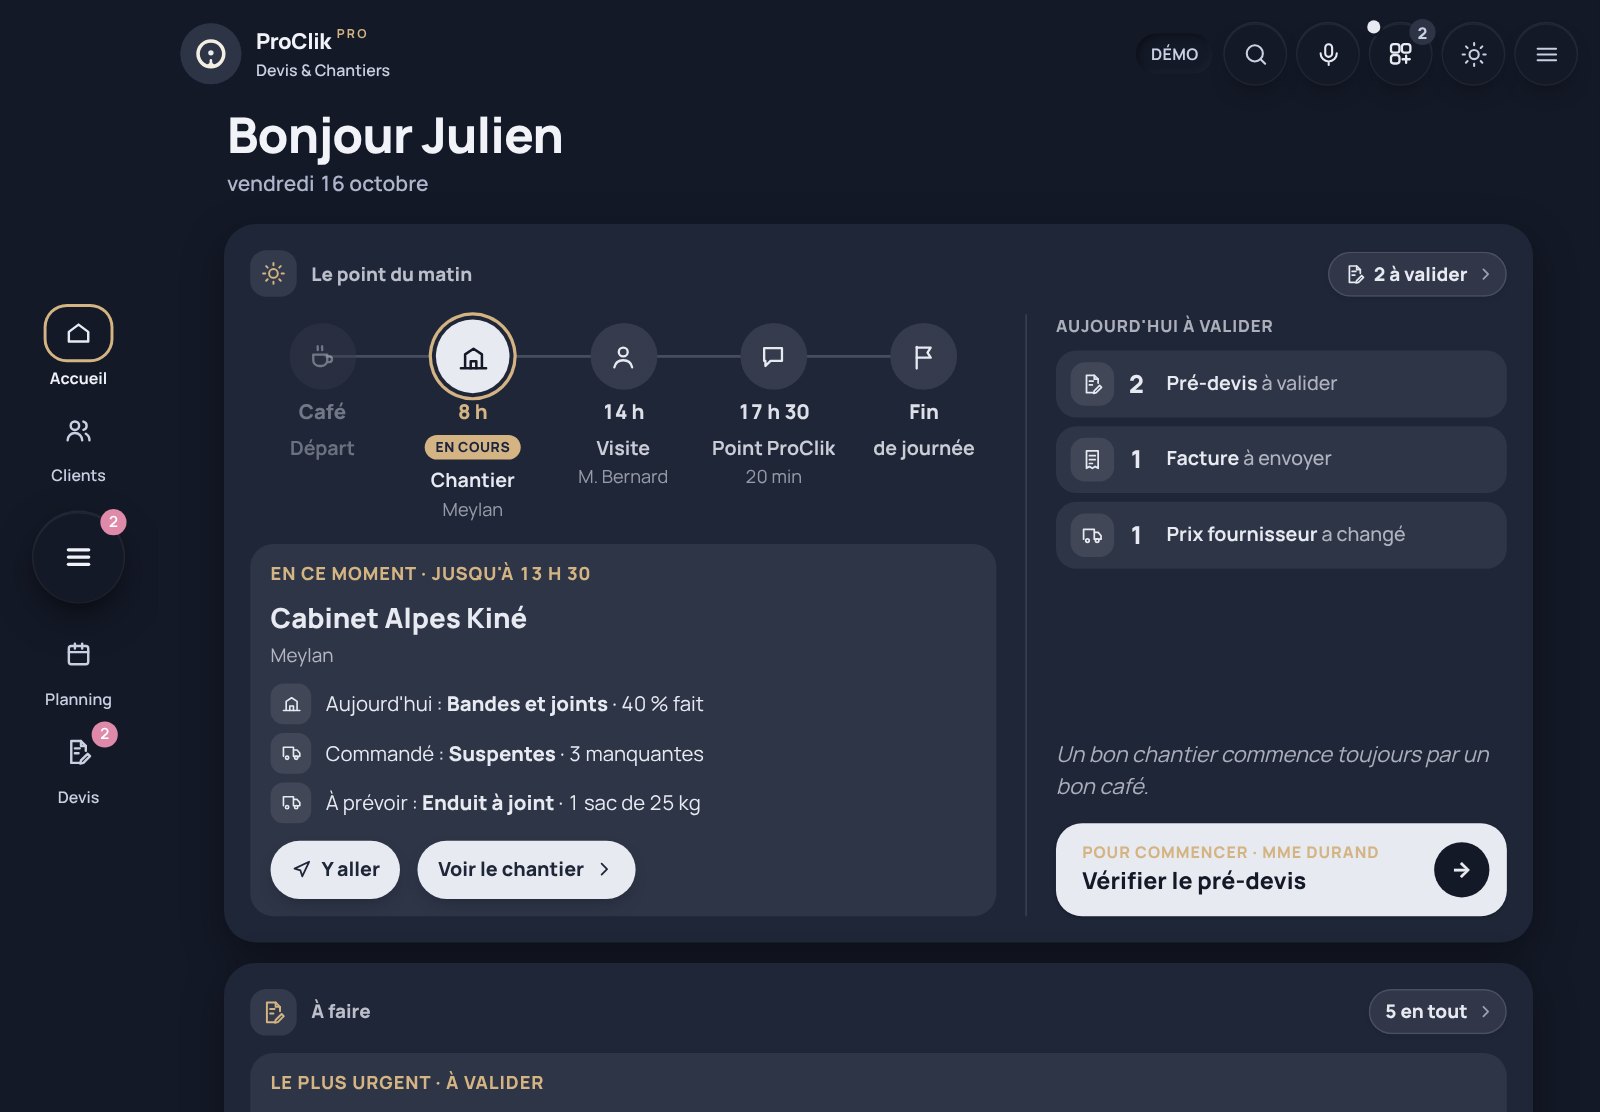 ProClik PRO
Devis & Chantiers
DÉMO
2
Bonjour Julien
vendredi 16 octobre
Accueil
Clients
2
Planning
2
Devis
Le point du matin
2 à valider
Café
Départ
8 h
EN COURS
Chantier
Meylan
14 h
Visite
M. Bernard
17 h 30
Point ProClik
20 min
Fin
de journée
EN CE MOMENT · JUSQU'À 13 H 30
Cabinet Alpes Kiné
Meylan
Aujourd'hui : Bandes et joints · 40 % fait
Commandé : Suspentes · 3 manquantes
À prévoir : Enduit à joint · 1 sac de 25 kg
Y aller
Voir le chantier
AUJOURD'HUI À VALIDER
2 Pré-devis à valider
1 Facture à envoyer
1 Prix fournisseur a changé
Un bon chantier commence toujours par un
bon café.
POUR COMMENCER · MME DURAND
Vérifier le pré-devis
À faire
5 en tout
LE PLUS URGENT · À VALIDER